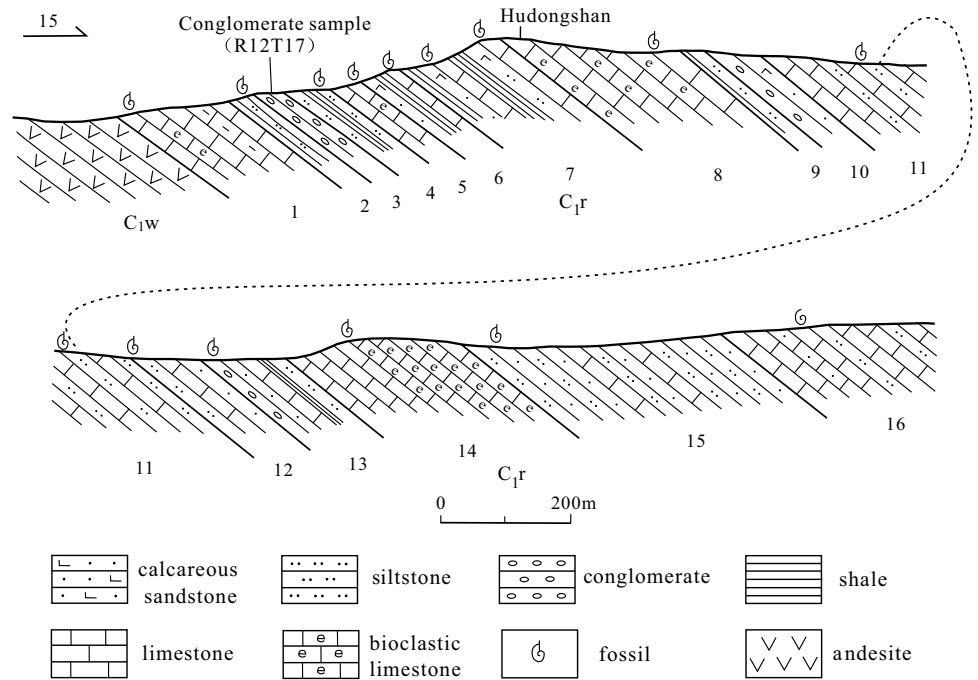 15
Conglomerate sample
（R12T17）
Hudongshan
1
2
3
4
5
6
7
8
9
10
11
C₁w
C₁r
11
12
13
14
15
16
C₁r
0 200m
calcareous
sandstone
siltstone
conglomerate
shale
limestone
bioclastic
limestone
fossil
andesite